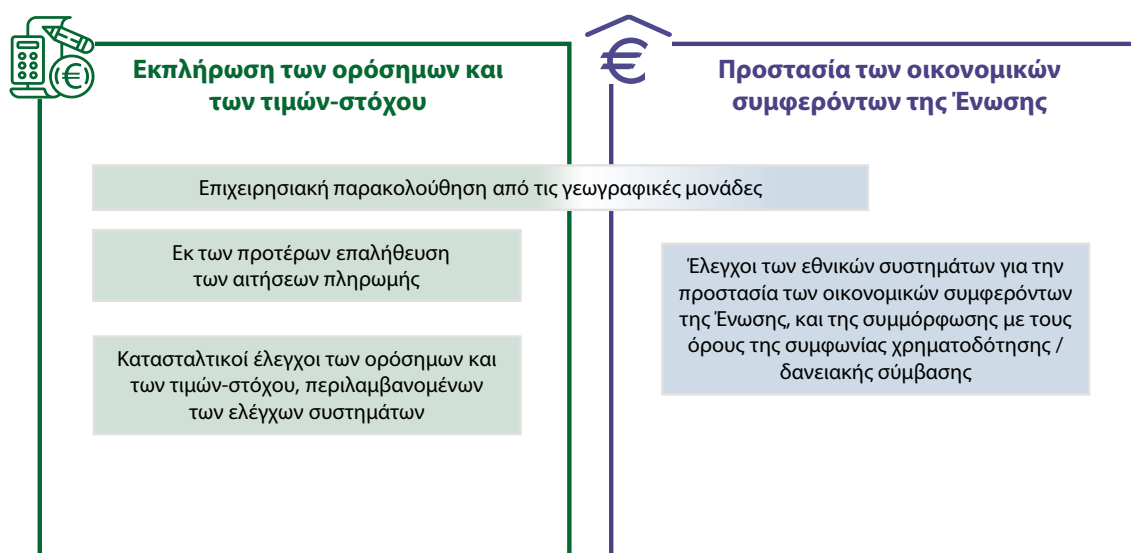 Εκπλήρωση των ορόσημων και
των τιμών-στόχου
€
Προστασία των οικονομικών
συμφερόντων της Ένωσης
Επιχειρησιακή παρακολούθηση από τις γεωγραφικές μονάδες
Εκ των προτέρων επαλήθευση
των αιτήσεων πληρωμής
Κατασταλτικοί έλεγχοι των ορόσημων και
των τιμών-στόχου, περιλαμβανομένων
των ελέγχων συστημάτων
Έλεγχοι των εθνικών συστημάτων για την
προστασία των οικονομικών συμφερόντων
της Ένωσης, και της συμμόρφωσης με τους
όρους της συμφωνίας χρηματοδότησης /
δανειακής σύμβασης